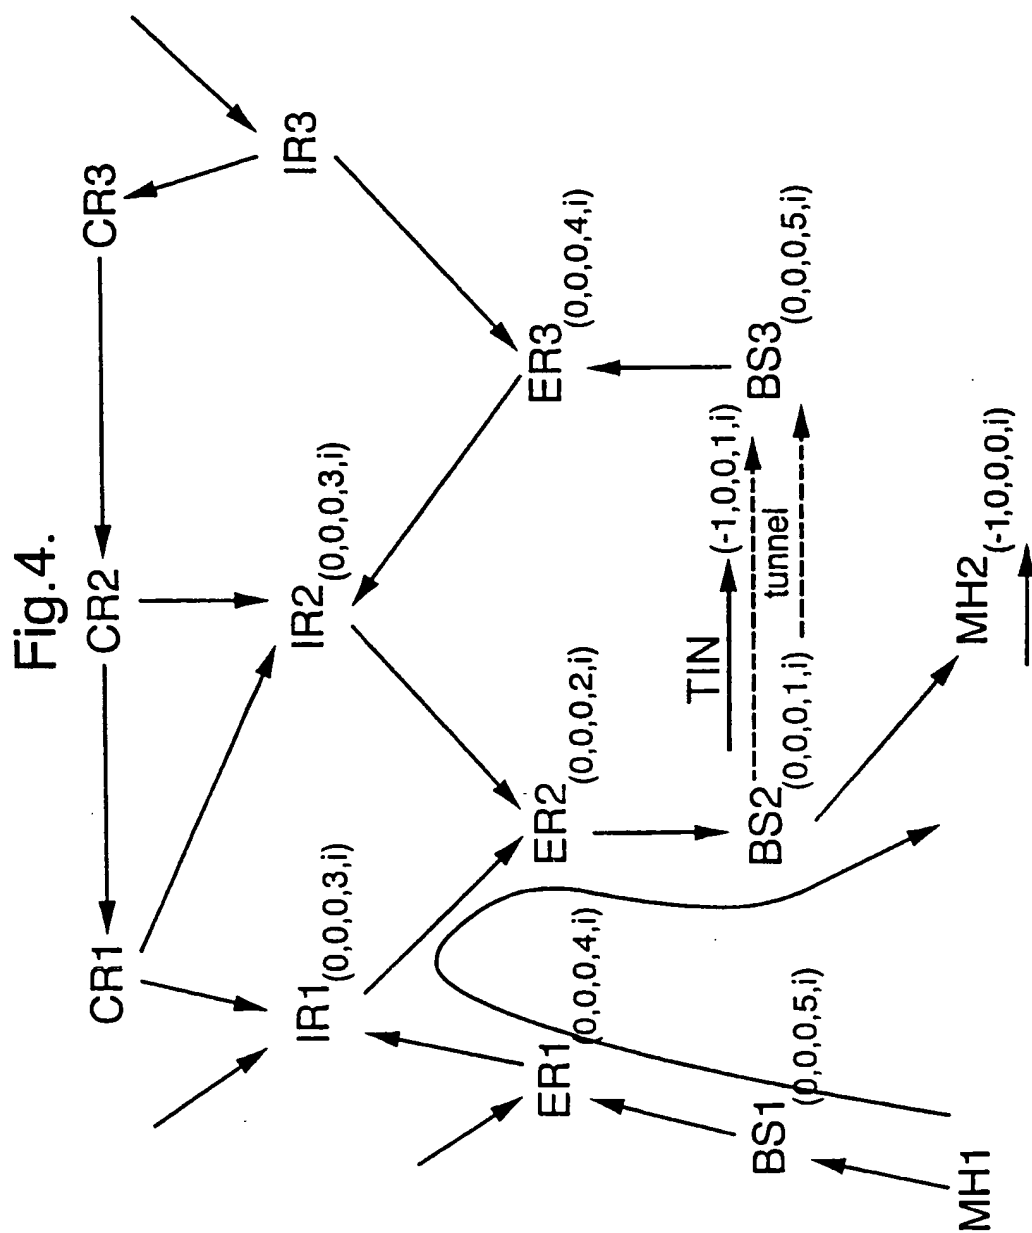 Fig.4.
CR1
CR2
CR3
IR1(0,0,0,3,i)
IR2(0,0,0,3,i)
IR3
ER1(0,0,0,4,i)
ER2(0,0,0,2,i)
ER3(0,0,0,4,i)
TIN
(-1,0,0,1,i)
tunnel
BS1(0,0,0,5,i)
BS2(0,0,0,1,i)
BS3(0,0,0,5,i)
MH1
MH2(-1,0,0,0,i)